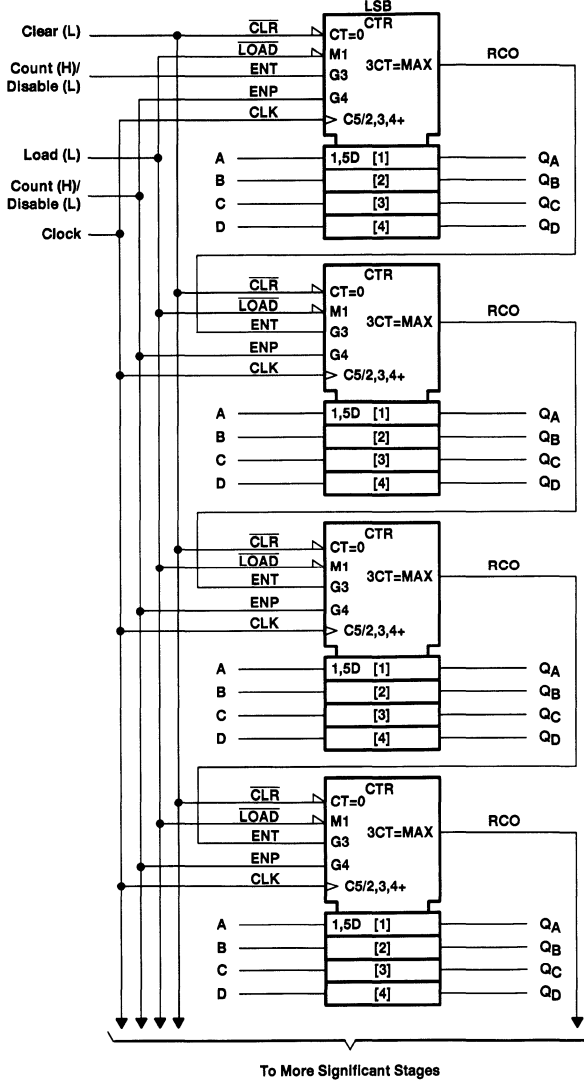 LSB
CTR
Clear (L)
CLR
CT=0
LOAD
M1
3CT=MAX
RCO
Count (H)/
Disable (L)
ENT
G3
ENP
G4
CLK
C5/2,3,4+
Load (L)
A
1,5D [1]
QA
Count (H)/
Disable (L)
B
[2]
QB
C
[3]
QC
Clock
D
[4]
QD
CTR
CLR
CT=0
LOAD
M1
3CT=MAX
RCO
ENT
G3
ENP
G4
CLK
C5/2,3,4+
A
1,5D [1]
QA
B
[2]
QB
C
[3]
QC
D
[4]
QD
CTR
CLR
CT=0
LOAD
M1
3CT=MAX
RCO
ENT
G3
ENP
G4
CLK
C5/2,3,4+
A
1,5D [1]
QA
B
[2]
QB
C
[3]
QC
D
[4]
QD
CTR
CLR
CT=0
LOAD
M1
3CT=MAX
RCO
ENT
G3
ENP
G4
CLK
C5/2,3,4+
A
1,5D [1]
QA
B
[2]
QB
C
[3]
QC
D
[4]
QD
To More Significant Stages